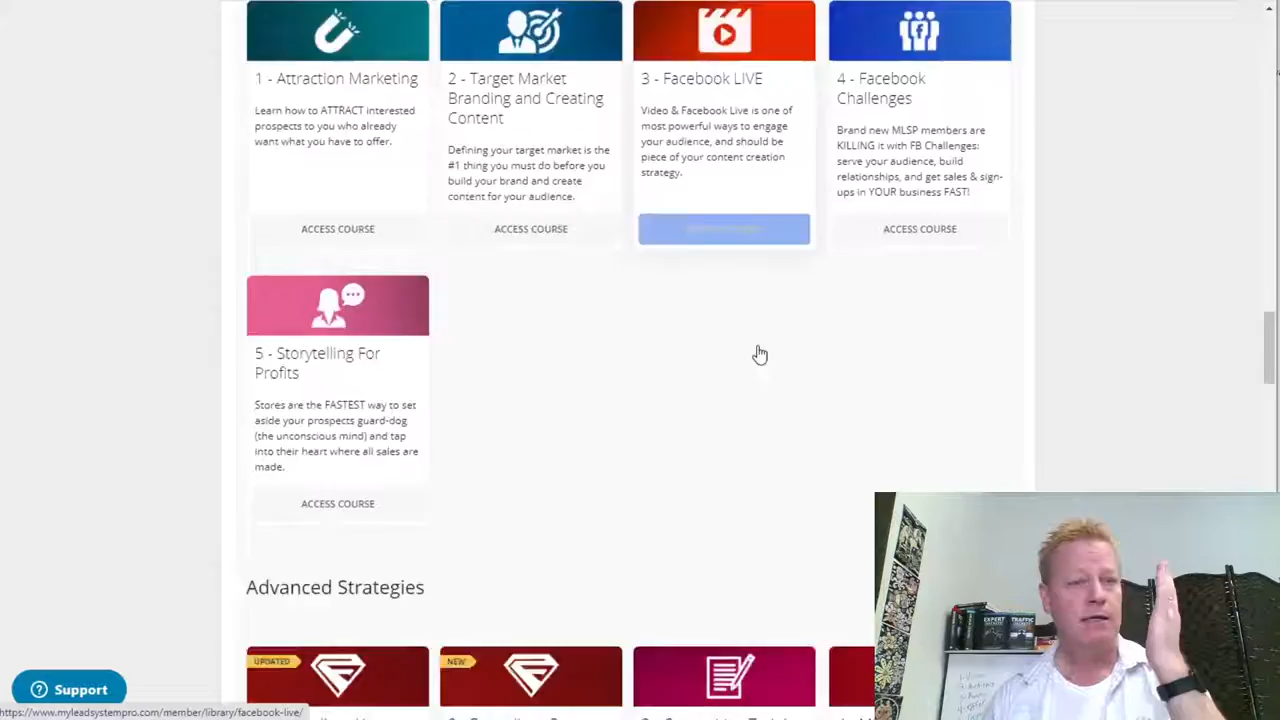 1 - Attraction Marketing
Learn how to ATTRACT interested
prospects to you who already
want what you have to offer.
ACCESS COURSE
2 - Target Market
Branding and Creating
Content
Defining your target market is the
#1 thing you must do before you
build your brand and create
content for your audience.
ACCESS COURSE
3 - Facebook LIVE
Video & Facebook Live is one of
most powerful ways to engage
your audience, and should be
piece of your content creation
strategy.
4 - Facebook
Challenges
Brand new MLSP members are
KILLING it with FB Challenges:
serve your audience, build
relationships, and get sales & sign-
ups in YOUR business FAST!
ACCESS COURSE
5 - Storytelling For
Profits
Stores are the FASTEST way to set
aside your prospects guard-dog
(the unconscious mind) and tap
into their heart where all sales are
made.
ACCESS COURSE
Advanced Strategies
UPDATED
NEW
Support
https://www.myleadsystempro.com/member/library/facebook-live/
EXPERT
TRAFFIC